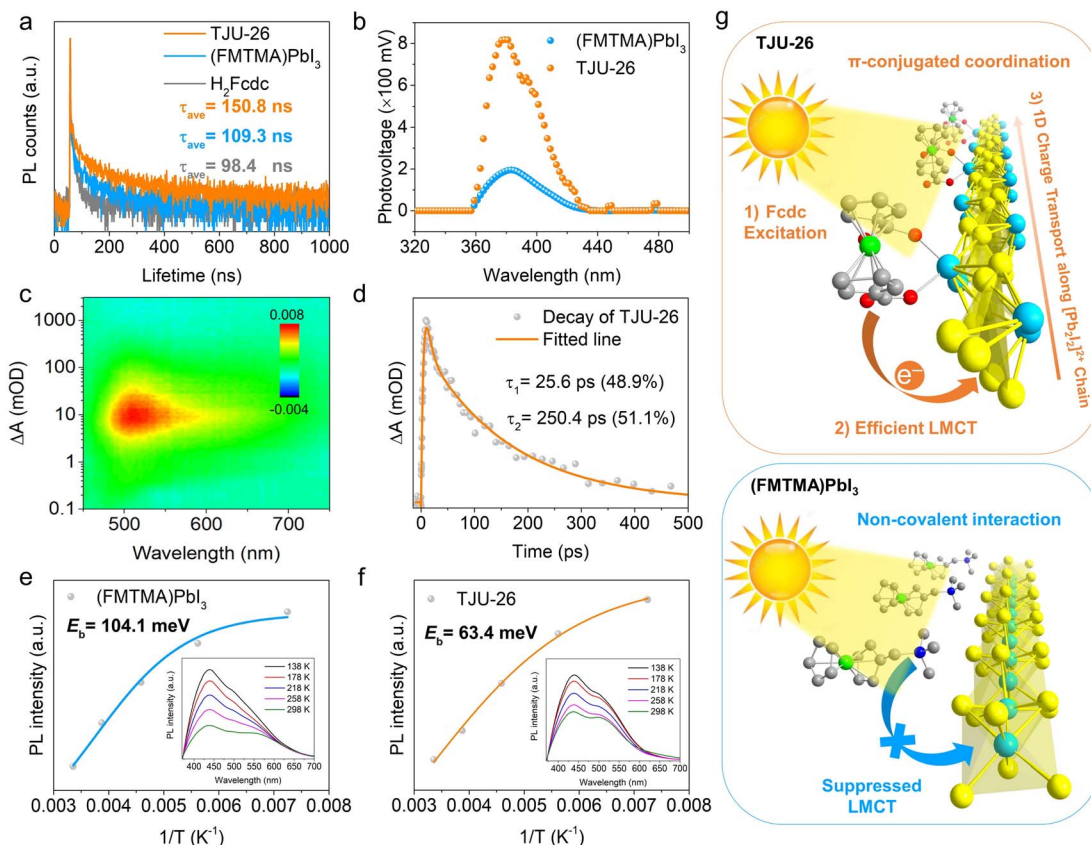 a
TJU-26
(FMTMA)PbI₃
H₂Fcdc
τave= 150.8 ns
τave= 109.3 ns
τave= 98.4 ns
PL counts (a.u.)
0 200 400 600 800 1000
Lifetime (ns)
b
(FMTMA)PbI₃
TJU-26
Photovoltage (×100 mV)
8
6
4
2
0
320 360 400 440 480
Wavelength (nm)
c
1000
100
10
1
0.1
ΔA (mOD)
0.008
-0.004
500 600 700
Wavelength (nm)
d
Decay of TJU-26
Fitted line
τ₁= 25.6 ps (48.9%)
τ₂= 250.4 ps (51.1%)
ΔA (mOD)
0 100 200 300 400 500
Time (ps)
e
(FMTMA)PbI₃
Eb= 104.1 meV
PL intensity (a.u.)
PL intensity (a.u.)
138 K
178 K
218 K
258 K
298 K
400 450 500 550 600 650 700
Wavelength (nm)
0.003 0.004 0.005 0.006 0.007 0.008
1/T (K⁻¹)
f
TJU-26
Eb= 63.4 meV
PL intensity (a.u.)
PL intensity (a.u.)
138 K
178 K
218 K
258 K
298 K
400 450 500 550 600 650 700
Wavelength (nm)
0.003 0.004 0.005 0.006 0.007 0.008
1/T (K⁻¹)
g
TJU-26
π-conjugated coordination
1) Fcdc
Excitation
e⁻
2) Efficient LMCT
3) 1D Charge Transport along [Pb₂I₂]²⁺ Chain
(FMTMA)PbI₃
Non-covalent interaction
Suppressed
LMCT